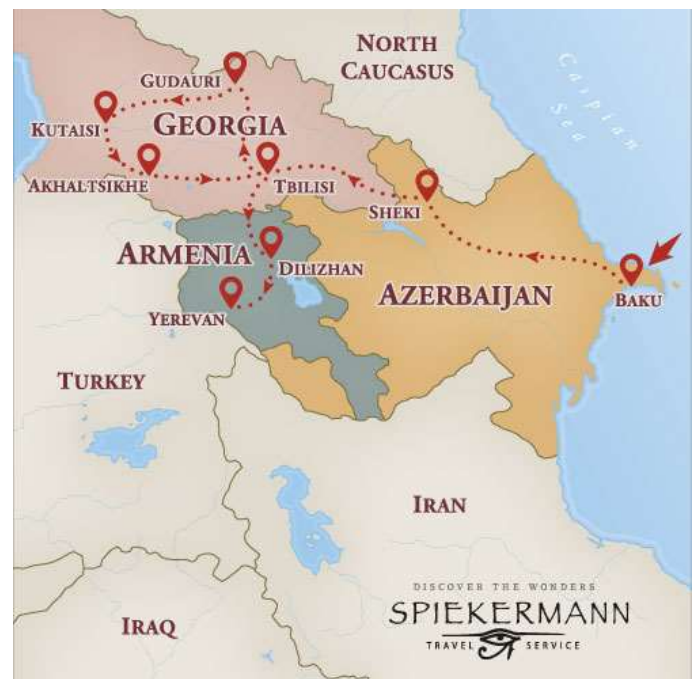 NORTH
CAUCASUS
Caspian
Sea
GUDAURI
KUTAISI
GEORGIA
AKHALTSIKHE
TBILISI
SHEKI
ARMENIA
DILIZHAN
AZERBAIJAN
BAKU
YEREVAN
TURKEY
IRAN
IRAQ
DISCOVER THE WONDERS
SPIEKERMANN
TRAVEL SERVICE